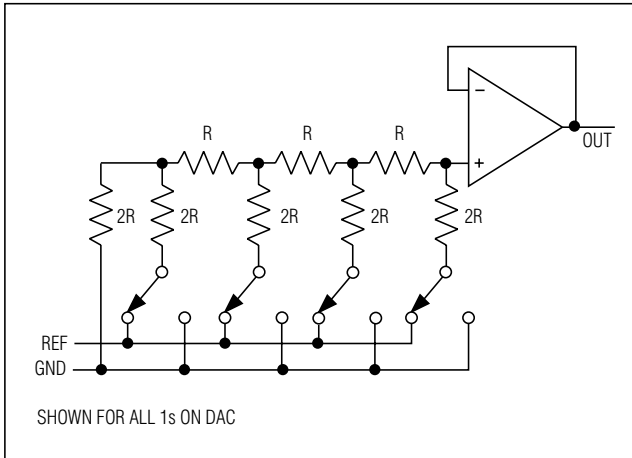 R R R
− + OUT
2R 2R 2R 2R 2R
REF
GND
SHOWN FOR ALL 1s ON DAC